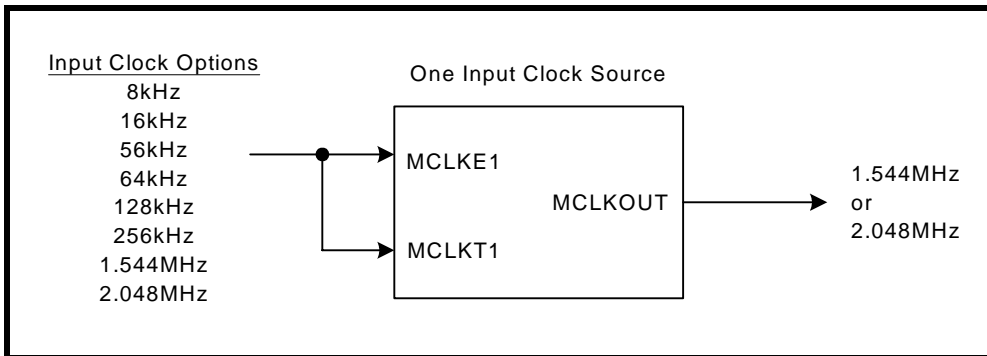 Input Clock Options
8kHz
16kHz
56kHz
64kHz
128kHz
256kHz
1.544MHz
2.048MHz
One Input Clock Source
MCLKE1
MCLKT1
MCLKOUT
1.544MHz
or
2.048MHz